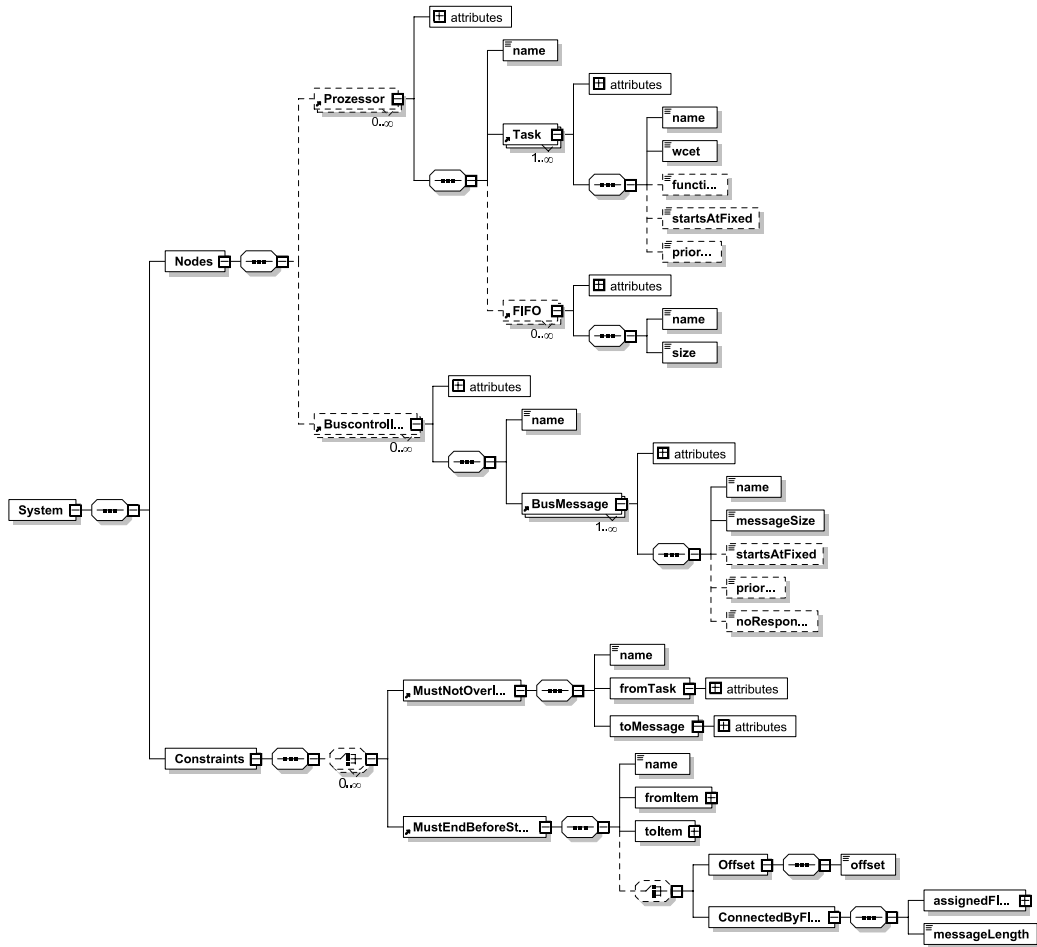 attributes
name
Prozessor
0..∞
attributes
Task
1..∞
name
wcet
functi...
startsAtFixed
prior...
Nodes
attributes
FIFO
0..∞
name
size
attributes
Buscontroll...
0..∞
name
attributes
BusMessage
1..∞
name
messageSize
startsAtFixed
prior...
noRespon...
System
name
MustNotOverl...
fromTask
attributes
toMessage
attributes
Constraints
0..∞
name
fromItem
MustEndBeforeSt...
toItem
Offset
offset
ConnectedByFI...
assignedFI...
messageLength